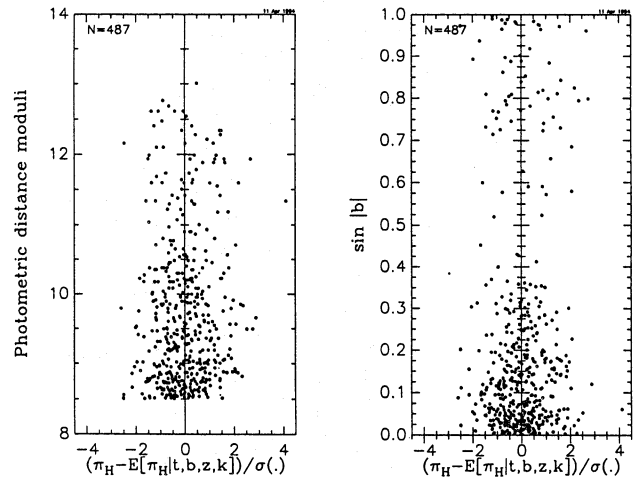 11 Apr 1994
N=487
Photometric distance moduli
14
12
10
8
−4 −2 0 2 4
(π_H−E[π_H|t,b,z,k])/σ(.)
11 Apr 1994
N=487
sin |b|
1.0
0.9
0.8
0.7
0.6
0.5
0.4
0.3
0.2
0.1
0.0
−4 −2 0 2 4
(π_H−E[π_H|t,b,z,k])/σ(.)